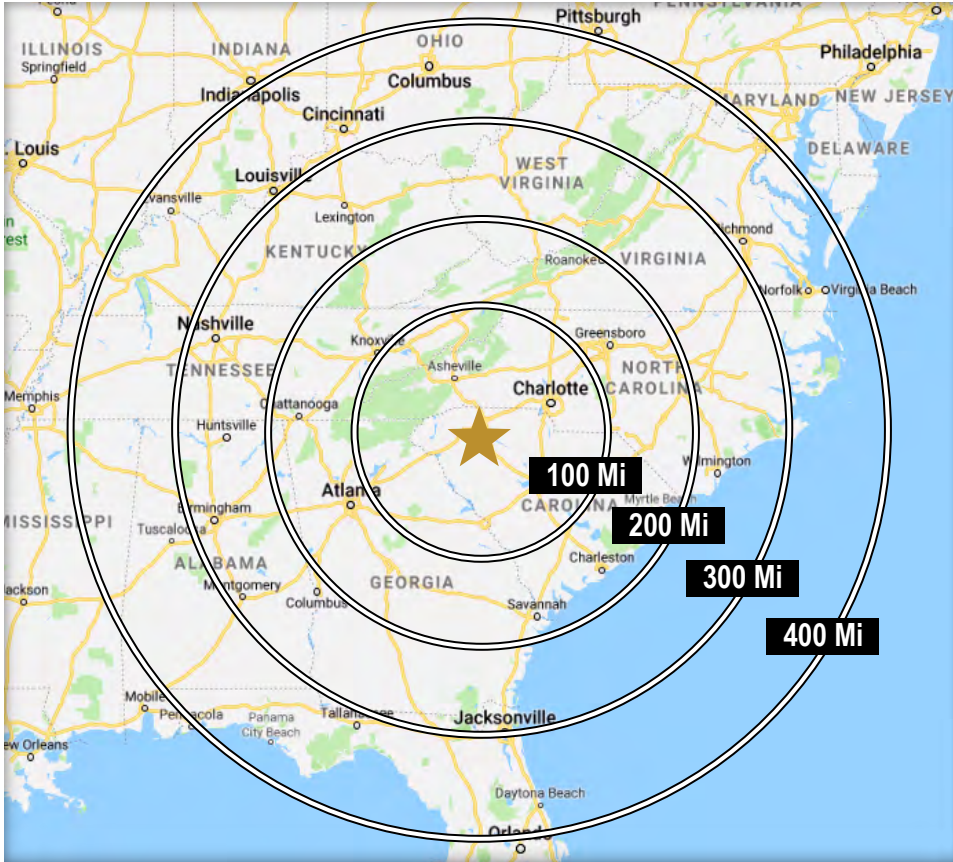 PENNSYLVANIA
Pittsburgh
OHIO
ILLINOIS
INDIANA
Springfield
Columbus
Philadelphia
Indianapolis
MARYLAND
NEW JERSEY
Cincinnati
. Louis
DELAWARE
WEST
VIRGINIA
Louisville
Evansville
Lexington
Richmond
KENTUCKY
Roanoke
VIRGINIA
Norfolk
Virginia Beach
Nashville
Greensboro
Knoxville
Asheville
NORTH
CAROLINA
TENNESSEE
Charlotte
Memphis
Chattanooga
Huntsville
Wilmington
100 Mi
Atlanta
Myrtle Beach
CAROLINA
Birmingham
200 Mi
MISSISSIPPI
Tuscaloosa
ALABAMA
Charleston
300 Mi
GEORGIA
Montgomery
Jackson
Columbus
Savannah
400 Mi
Mobile
Pensacola
Panama
City Beach
Tallahassee
Jacksonville
ew Orleans
Daytona Beach
Orlando